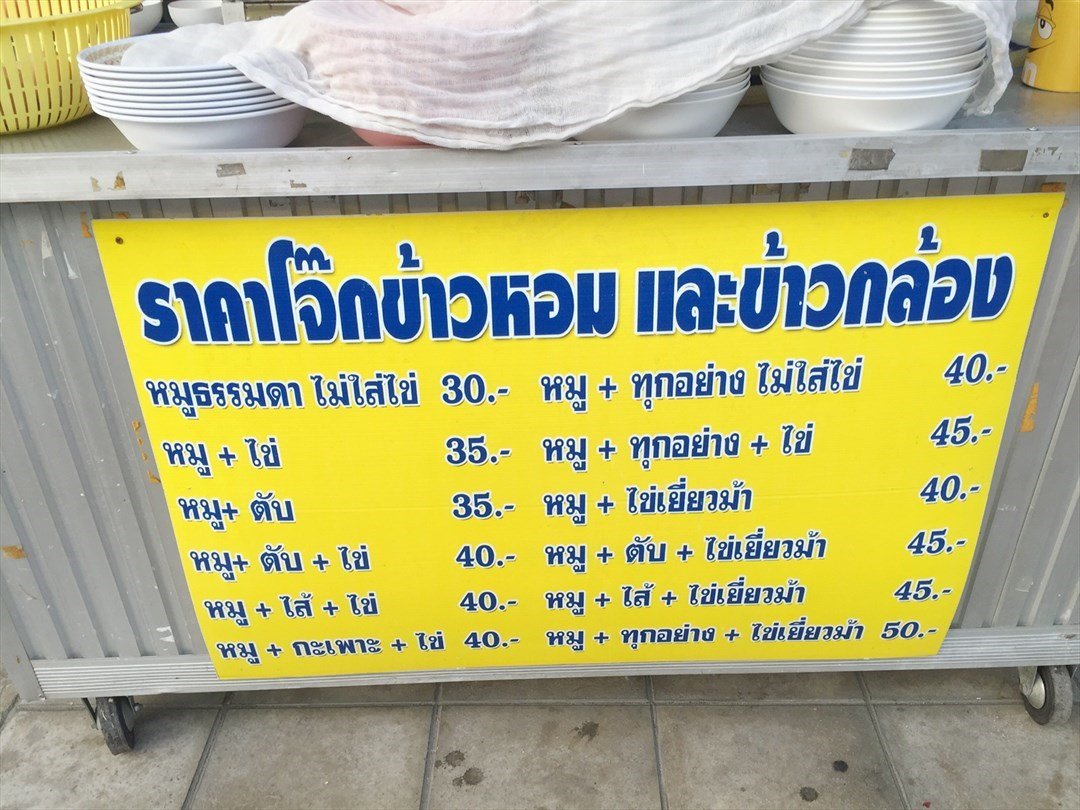 ราคาโจ๊กข้าวหอม และข้าวกล้อง
หมูธรรมดา ไม่ใส่ไข่ 30.-
หมู + ไข่ 35.-
หมู+ ตับ 35.-
หมู+ ตับ + ไข่ 40.-
หมู + ไส้ + ไข่ 40.-
หมู + กะเพาะ + ไข่ 40.-
หมู + ทุกอย่าง ไม่ใส่ไข่ 40.-
หมู + ทุกอย่าง + ไข่ 45.-
หมู + ไข่เยี่ยวม้า 40.-
หมู + ตับ + ไข่เยี่ยวม้า 45.-
หมู + ไส้ + ไข่เยี่ยวม้า 45.-
หมู + ทุกอย่าง + ไข่เยี่ยวม้า 50.-